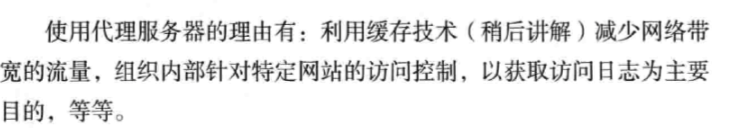 使用代理服务器的理由有：利用缓存技术（稍后讲解）减少网络带
宽的流量，组织内部针对特定网站的访问控制，以获取访问日志为主要
目的，等等。